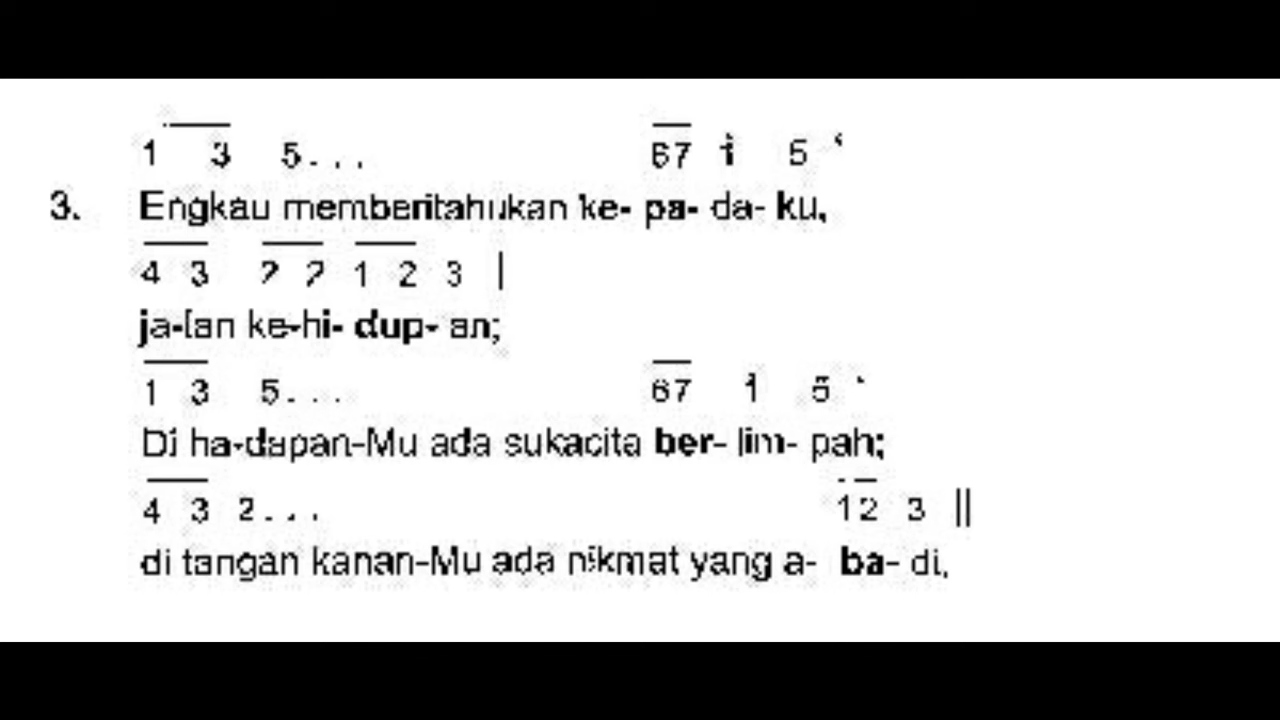 1 3 5 . . . 67 i 5 ‘
3. Engkau memberitahukan ke- pa- da- ku,
4 3 2 2 1 2 3 |
ja-lan ke-hi- dup- an;
1 3 5 . . . 67 i 5 ‘
Di ha-dapan-Mu ada sukacita ber- lim- pah;
4 3 2 . . . 12 3 ||
di tangan kanan-Mu ada nikmat yang a- ba- di.